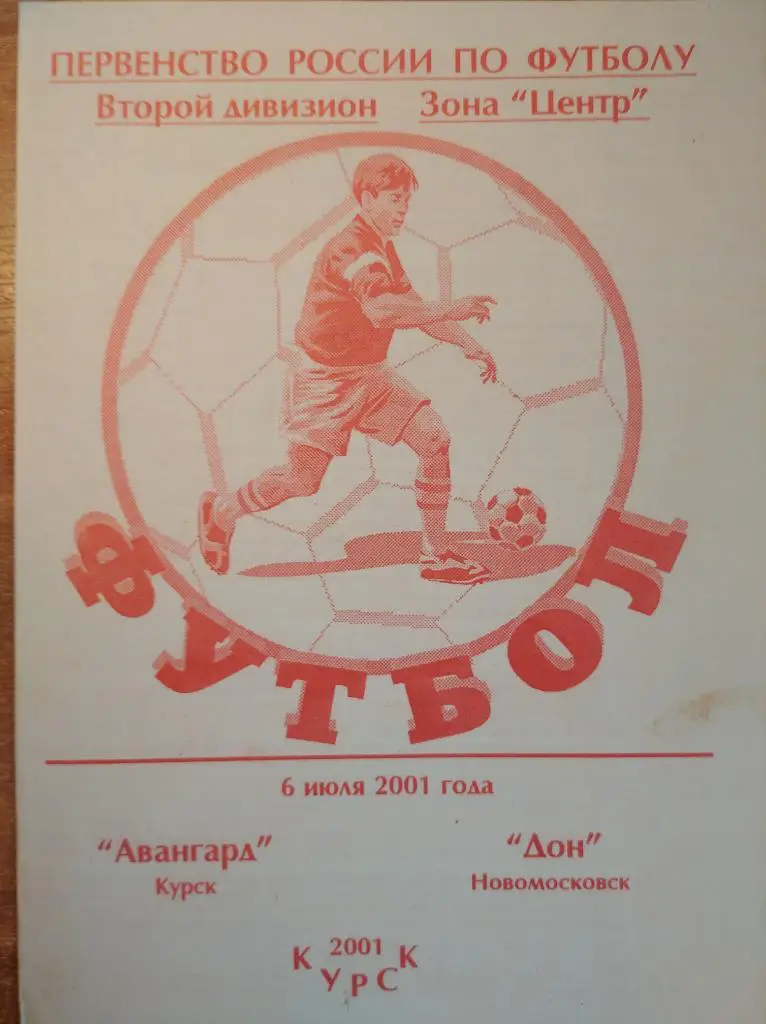 ПЕРВЕНСТВО РОССИИ ПО ФУТБОЛУ
Второй дивизион Зона "Центр"
ФУТБОЛ
6 июля 2001 года
"Авангард" "Дон"
Курск Новомосковск
2001
КУРСК